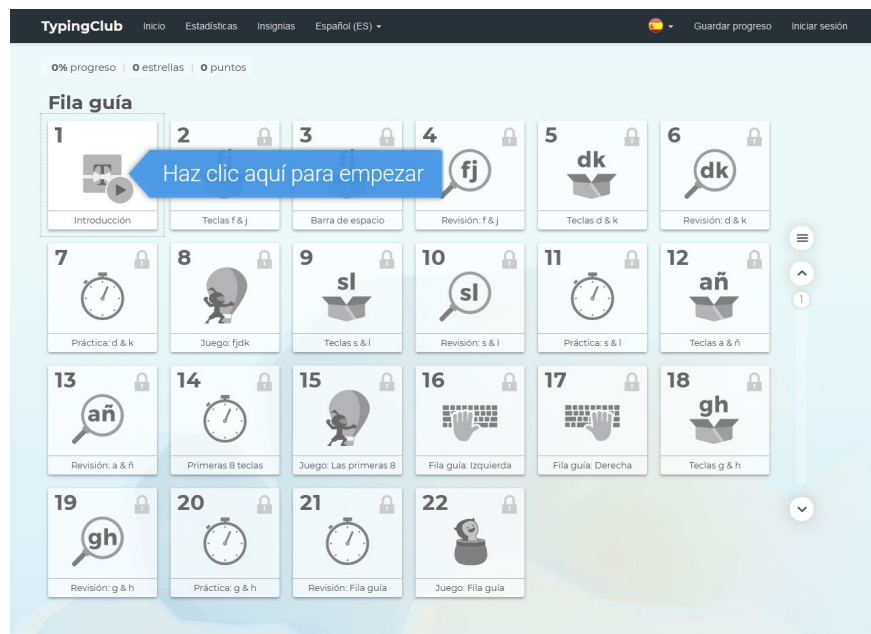 TypingClub Inicio Estadísticas Insignias Español (ES) Guardar progreso Iniciar sesión
0% progreso | 0 estrellas | 0 puntos
Fila guía
1 2 3 4 5 6
fj dk dk
Haz clic aquí para empezar
Introducción Teclas f & j Barra de espacio Revisión: f & j Teclas d & k Revisión: d & k
7 8 9 10 11 12
sl sl añ
Práctica: d & k Juego: fjdk Teclas s & l Revisión: s & l Práctica: s & l Teclas a & ñ
1
13 14 15 16 17 18
añ gh
Revisión: a & ñ Primeras 8 teclas Juego: Las primeras 8 Fila guía: Izquierda Fila guía: Derecha Teclas g & h
19 20 21 22
gh
Revisión: g & h Práctica: g & h Revisión: Fila guía Juego: Fila guía